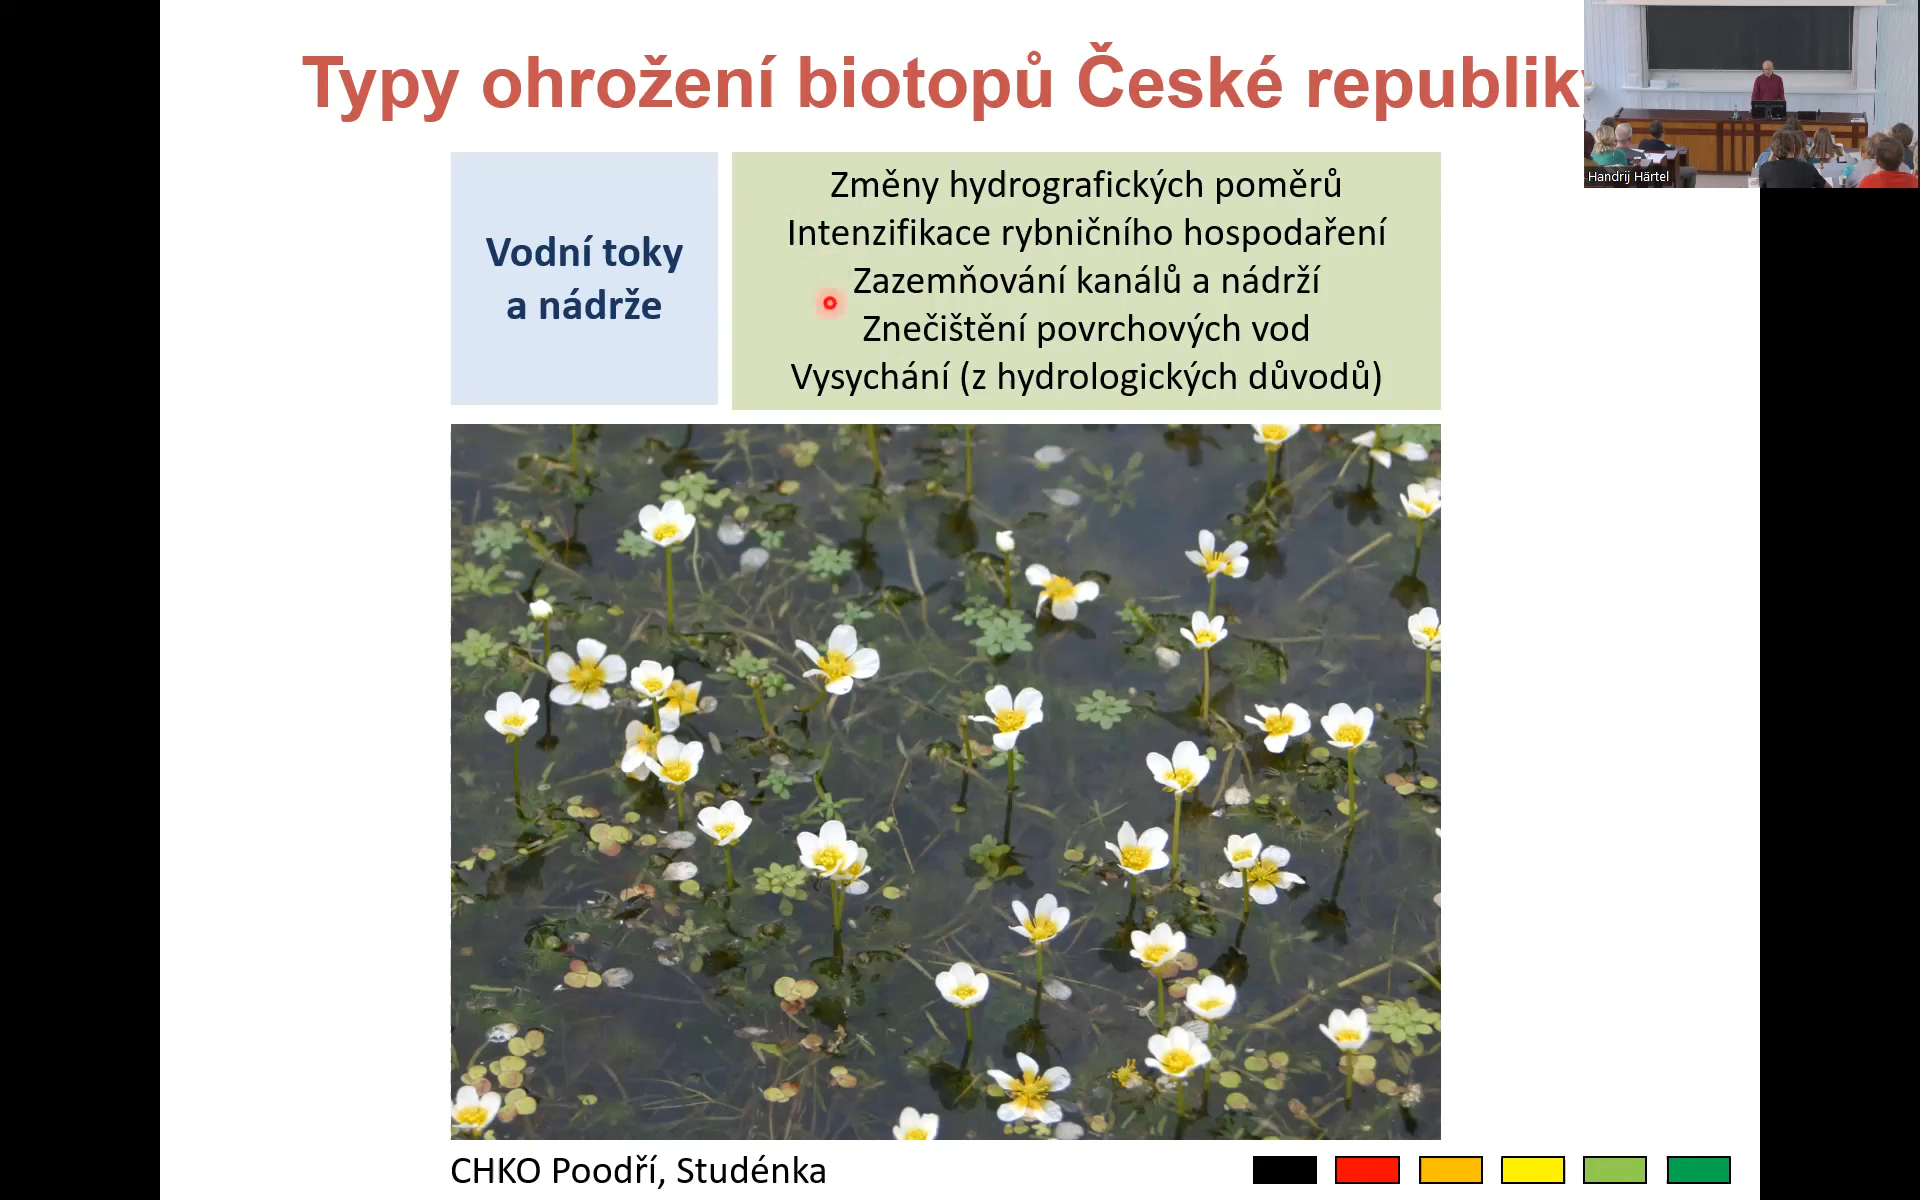 Typy ohrožení biotopů České republiky
Handrij Härtel
Vodní toky
a nádrže
Změny hydrografických poměrů
Intenzifikace rybničního hospodaření
Zazemňování kanálů a nádrží
Znečištění povrchových vod
Vysychání (z hydrologických důvodů)
CHKO Poodří, Studénka